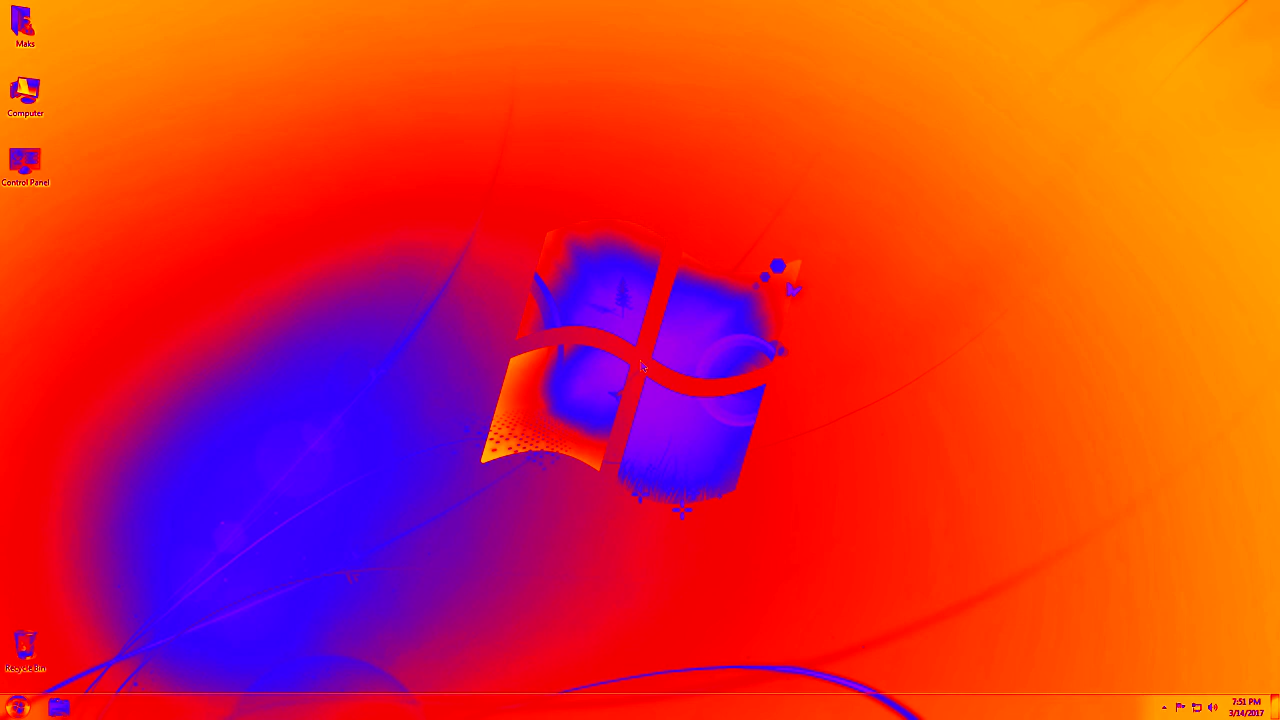 Maks
Computer
Control Panel
Recycle Bin
7:51 PM
3/14/2017